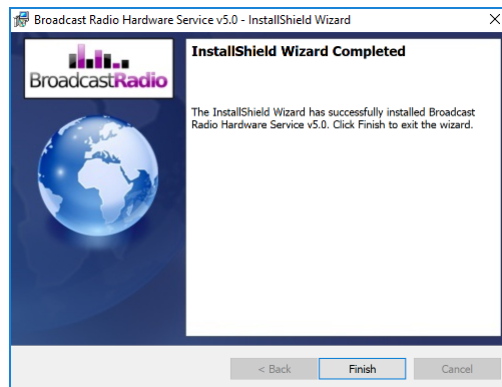 Broadcast Radio Hardware Service v5.0 - InstallShield Wizard
BroadcastRadio
InstallShield Wizard Completed
The InstallShield Wizard has successfully installed Broadcast
Radio Hardware Service v5.0. Click Finish to exit the wizard.
< Back
Finish
Cancel